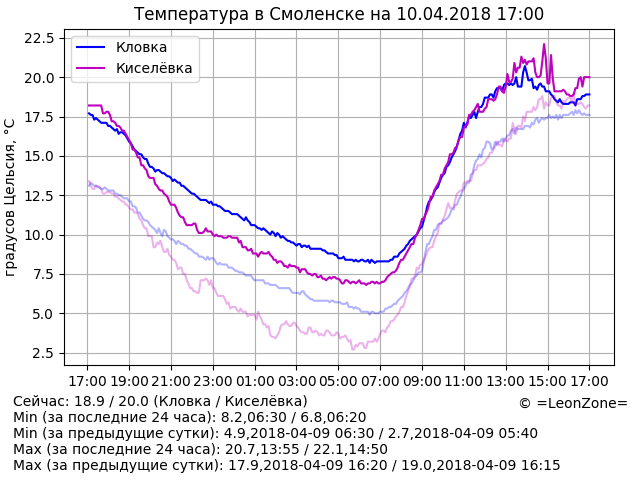 Температура в Смоленске на 10.04.2018 17:00
градусов Цельсия, °C
22.5
20.0
17.5
15.0
12.5
10.0
7.5
5.0
2.5
Кловка
Киселёвка
17:00 19:00 21:00 23:00 01:00 03:00 05:00 07:00 09:00 11:00 13:00 15:00 17:00
Сейчас: 18.9 / 20.0 (Кловка / Киселёвка)
© =LeonZone=
Min (за последние 24 часа): 8.2,06:30 / 6.8,06:20
Min (за предыдущие сутки): 4.9,2018-04-09 06:30 / 2.7,2018-04-09 05:40
Max (за последние 24 часа): 20.7,13:55 / 22.1,14:50
Max (за предыдущие сутки): 17.9,2018-04-09 16:20 / 19.0,2018-04-09 16:15